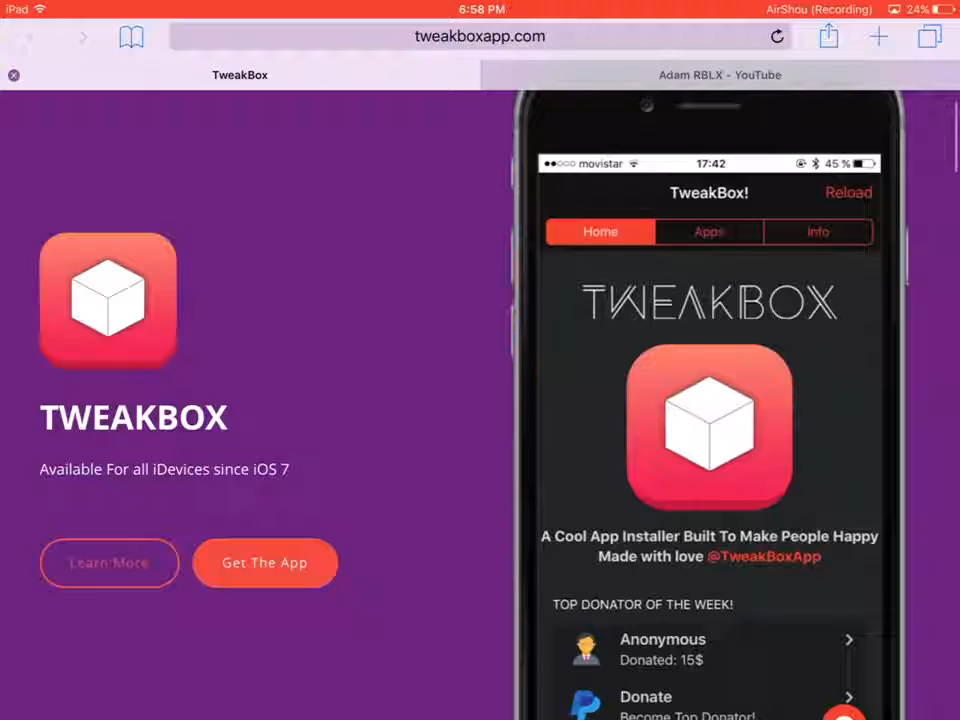 iPad 6:58 PM AirShou (Recording) 24%
tweakboxapp.com
TweakBox Adam RBLX - YouTube
TWEAKBOX
Available For all iDevices since iOS 7
Learn More Get The App
movistar 17:42 45 %
TweakBox! Reload
Home Apps Info
TWEAKBOX
A Cool App Installer Built To Make People Happy
Made with love @TweakBoxApp
TOP DONATOR OF THE WEEK!
Anonymous
Donated: 15$
Donate
Become Top Donator!